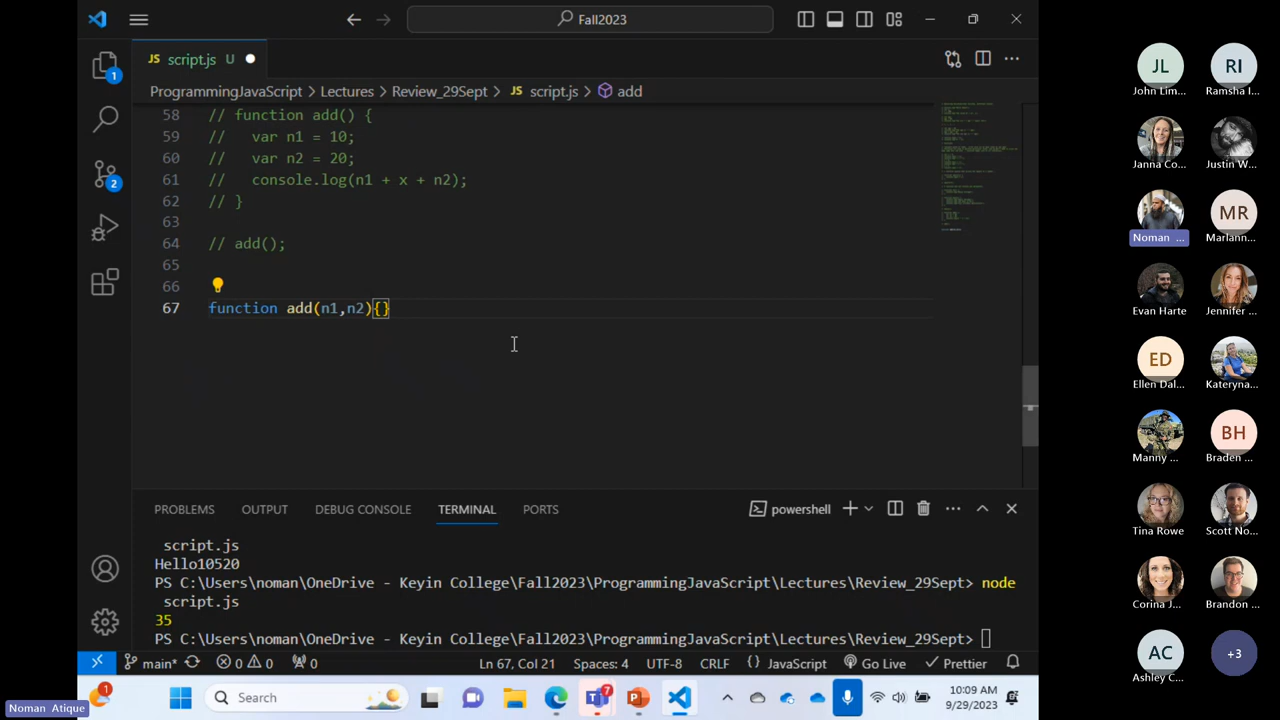 Fall2023
JS script.js U
ProgrammingJavaScript > Lectures > Review_29Sept > JS script.js > add
58 // function add() {
59 //   var n1 = 10;
60 //   var n2 = 20;
61 //   console.log(n1 + x + n2);
62 // }
63
64 // add();
65
66
67 function add(n1,n2){}
1
2
PROBLEMS OUTPUT DEBUG CONSOLE TERMINAL PORTS powershell
script.js
Hello10520
PS C:\Users\noman\OneDrive - Keyin College\Fall2023\ProgrammingJavaScript\Lectures\Review_29Sept> node
script.js
35
PS C:\Users\noman\OneDrive - Keyin College\Fall2023\ProgrammingJavaScript\Lectures\Review_29Sept>
main* 0 0 0 Ln 67, Col 21 Spaces: 4 UTF-8 CRLF {} JavaScript Go Live Prettier
1 Search 7 10:09 AM
9/29/2023
Noman Atique
JL RI
John Lim... Ramsha I...
Janna Co... Justin W...
MR
Noman ... Marlann...
Evan Harte Jennifer ...
ED
Ellen Dal... Kateryna...
BH
Manny ... Braden ...
Tina Rowe Scott No...
Corina J... Brandon ...
AC +3
Ashley C...